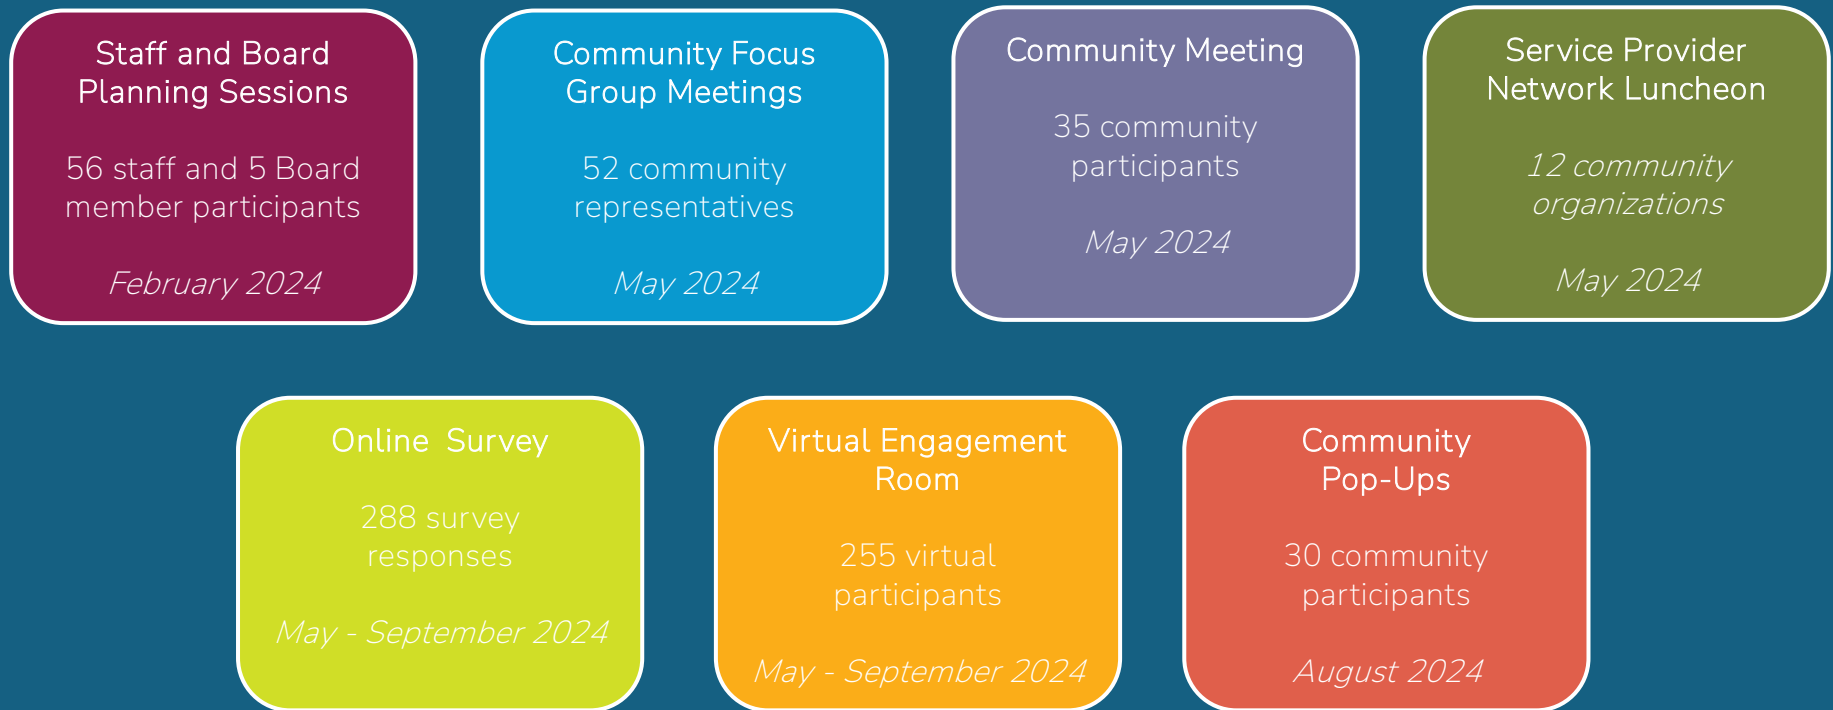 Staff and Board
Planning Sessions
56 staff and 5 Board
member participants
February 2024
Community Focus
Group Meetings
52 community
representatives
May 2024
Community Meeting
35 community
participants
May 2024
Service Provider
Network Luncheon
12 community
organizations
May 2024
Online  Survey
288 survey
responses
May - September 2024
Virtual Engagement
Room
255 virtual
participants
May - September 2024
Community
Pop-Ups
30 community
participants
August 2024